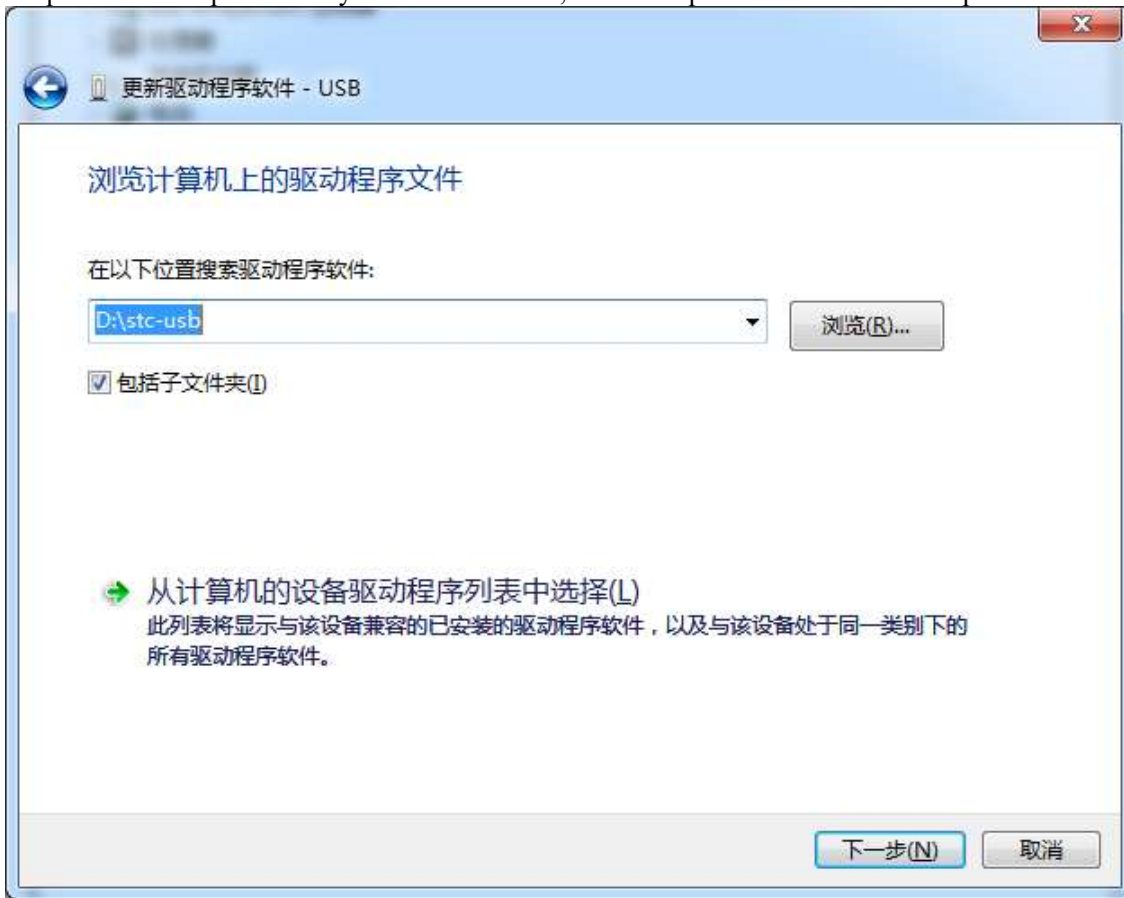 更新驱动程序软件 - USB
浏览计算机上的驱动程序文件
在以下位置搜索驱动程序软件:
D:\stc-usb
浏览(R)...
包括子文件夹(I)
从计算机的设备驱动程序列表中选择(L)
此列表将显示与该设备兼容的已安装的驱动程序软件，以及与该设备处于同一类别下的
所有驱动程序软件。
下一步(N)
取消